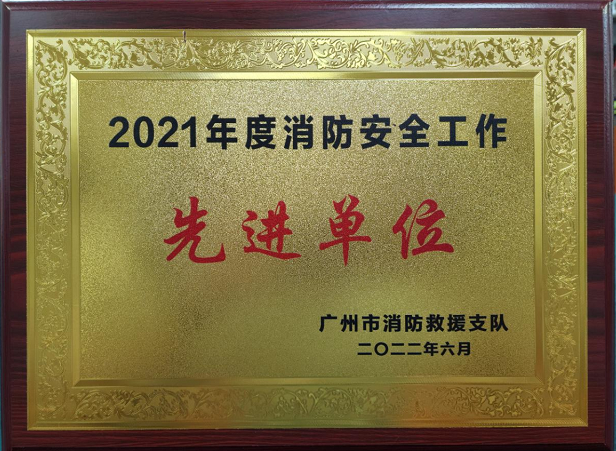 2021年度消防安全工作
先进单位
广州市消防救援支队
二〇二二年六月